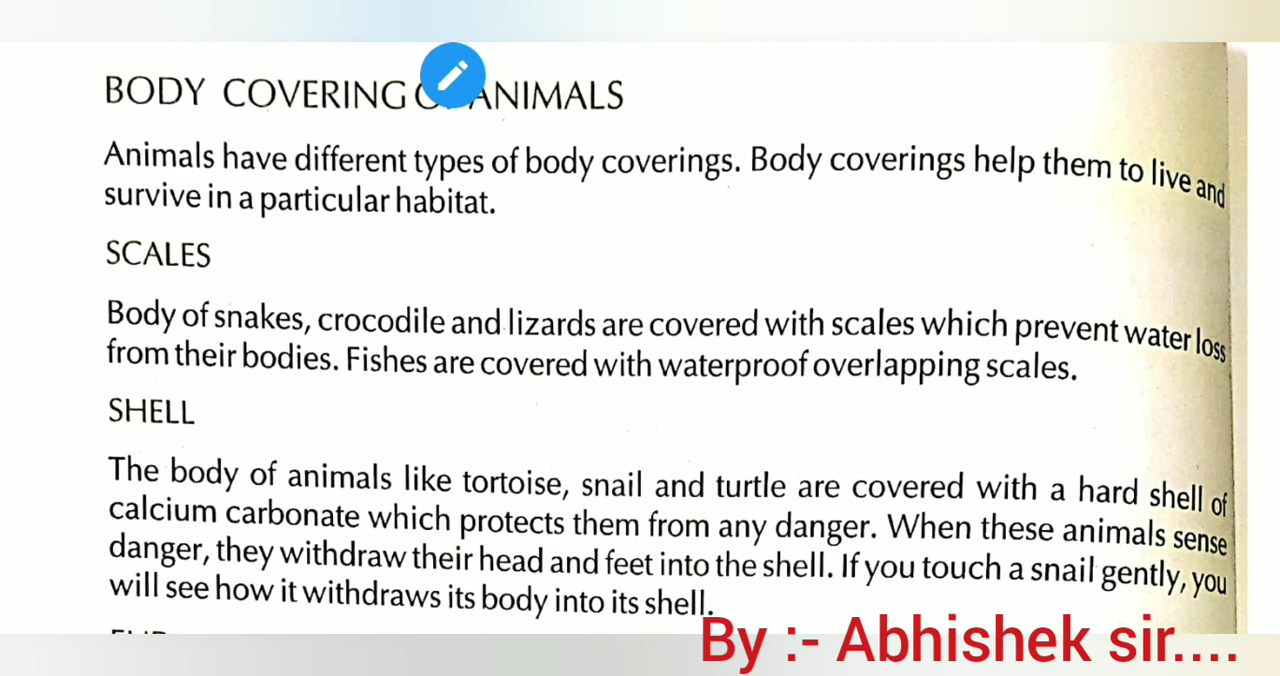 BODY COVERING ANIMALS
Animals have different types of body coverings. Body coverings help them to live and
survive in a particular habitat.
SCALES
Body of snakes, crocodile and lizards are covered with scales which prevent water loss
from their bodies. Fishes are covered with waterproof overlapping scales.
SHELL
The body of animals like tortoise, snail and turtle are covered with a hard shell of
calcium carbonate which protects them from any danger. When these animals sense
danger, they withdraw their head and feet into the shell. If you touch a snail gently, you
will see how it withdraws its body into its shell.
By :- Abhishek sir....